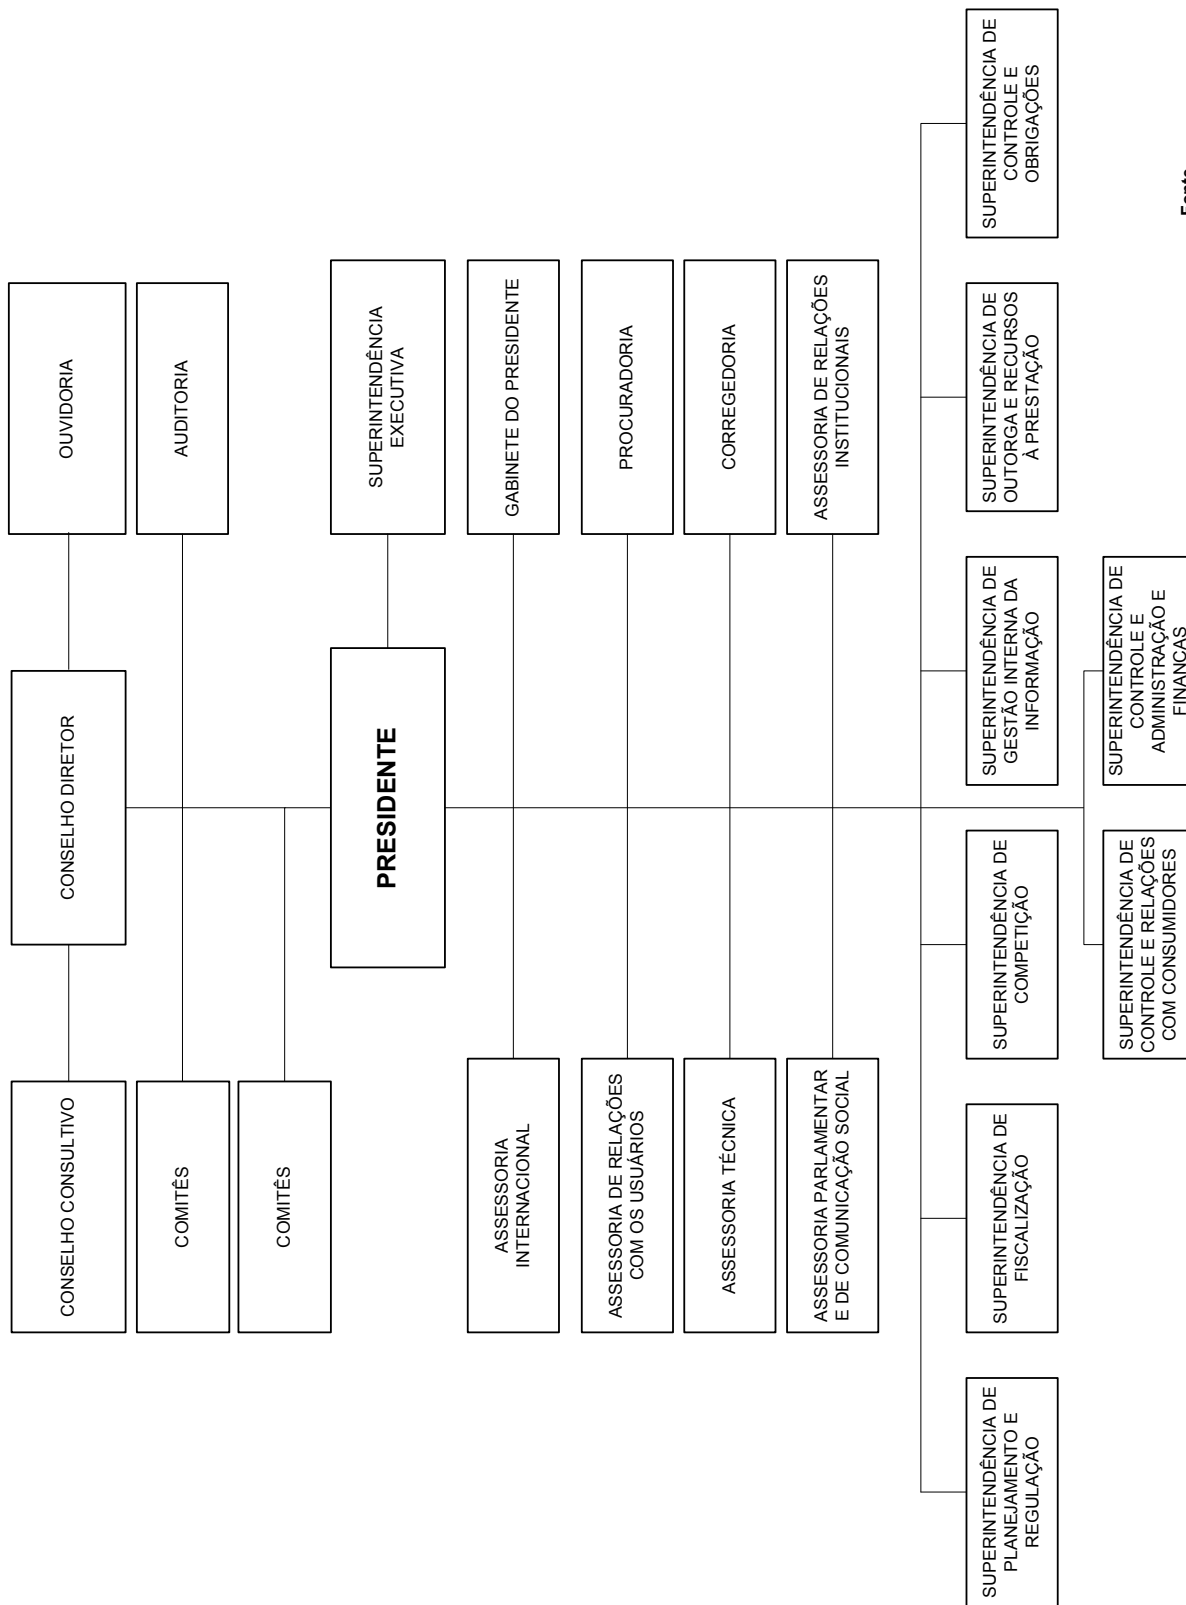 CONSELHO CONSULTIVO
CONSELHO DIRETOR
OUVIDORIA
COMITÊS
AUDITORIA
COMITÊS
PRESIDENTE
SUPERINTENDÊNCIA
EXECUTIVA
ASSESSORIA
INTERNACIONAL
GABINETE DO PRESIDENTE
ASSESSORIA DE RELAÇÕES
COM OS USUÁRIOS
PROCURADORIA
ASSESSORIA TÉCNICA
CORREGEDORIA
ASSESSORIA PARLAMENTAR
E DE COMUNICAÇÃO SOCIAL
ASSESSORIA DE RELAÇÕES
INSTITUCIONAIS
SUPERINTENDÊNCIA DE
PLANEJAMENTO E
REGULAÇÃO
SUPERINTENDÊNCIA DE
FISCALIZAÇÃO
SUPERINTENDÊNCIA DE
COMPETIÇÃO
SUPERINTENDÊNCIA DE
GESTÃO INTERNA DA
INFORMAÇÃO
SUPERINTENDÊNCIA DE
OUTORGA E RECURSOS
À PRESTAÇÃO
SUPERINTENDÊNCIA DE
CONTROLE E
OBRIGAÇÕES
SUPERINTENDÊNCIA DE
CONTROLE E RELAÇÕES
COM CONSUMIDORES
SUPERINTENDÊNCIA DE
CONTROLE E
ADMINISTRAÇÃO E
FINANÇAS